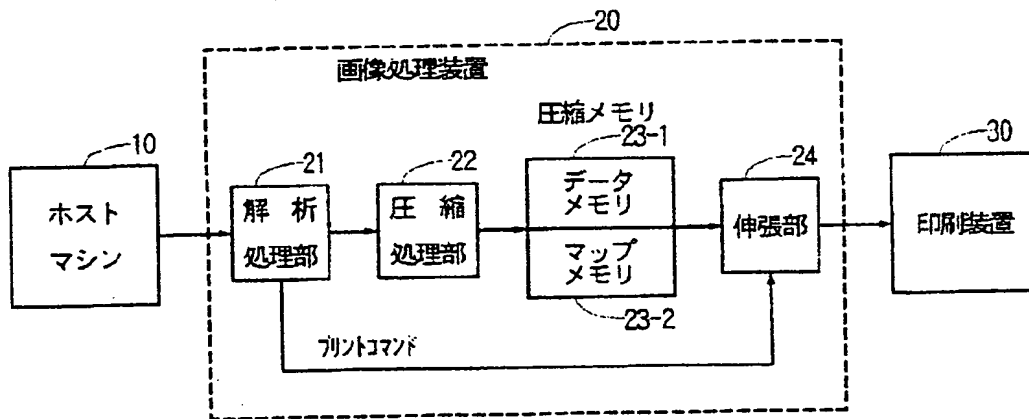 20
画像処理装置
圧縮メモリ
10
21
22
23-1
24
30
ホスト
マシン
解析
処理部
圧縮
処理部
データ
メモリ
マップ
メモリ
伸張部
印刷装置
23-2
プリントコマンド